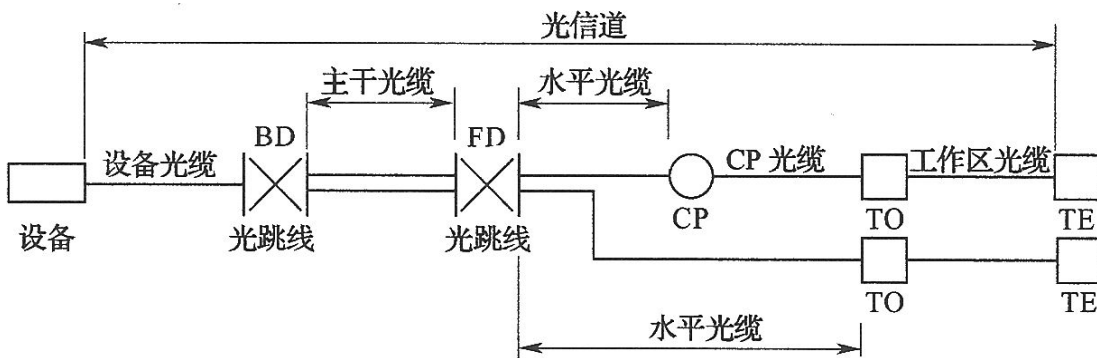 光信道
主干光缆
水平光缆
BD
FD
设备光缆
CP 光缆
工作区光缆
设备
光跳线
光跳线
CP
TO
TE
TO
TE
水平光缆